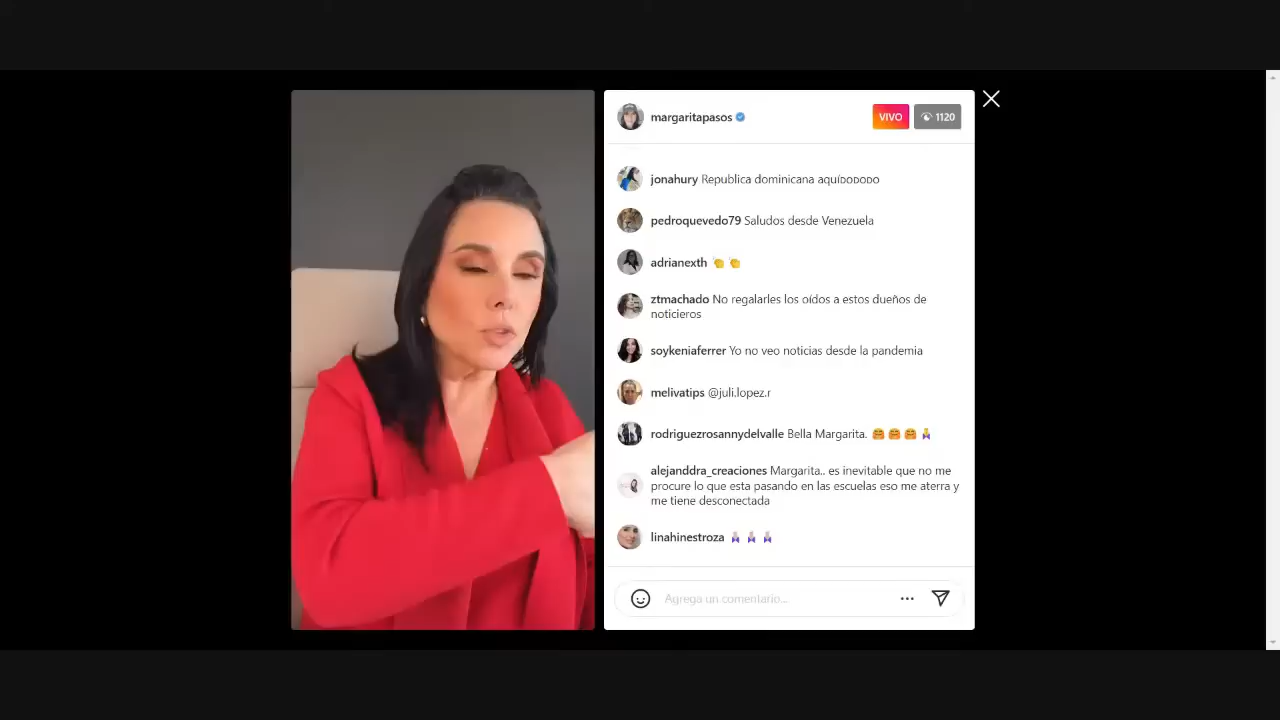 margaritapasos
VIVO
1120
jonahury Republica dominicana aquíDODODO
pedroquevedo79 Saludos desde Venezuela
adrianexth 👏 👏
ztmachado No regalarles los oídos a estos dueños de
noticieros
soykeniaferrer Yo no veo noticias desde la pandemia
melivatips @juli.lopez.r
rodriguezrosannydelvalle Bella Margarita. 🤗 🤗 🤗 🙏
alejanddra_creaciones Margarita.. es inevitable que no me
procure lo que esta pasando en las escuelas eso me aterra y
me tiene desconectada
linahinestroza 🙏 🙏 🙏
Agrega un comentario...